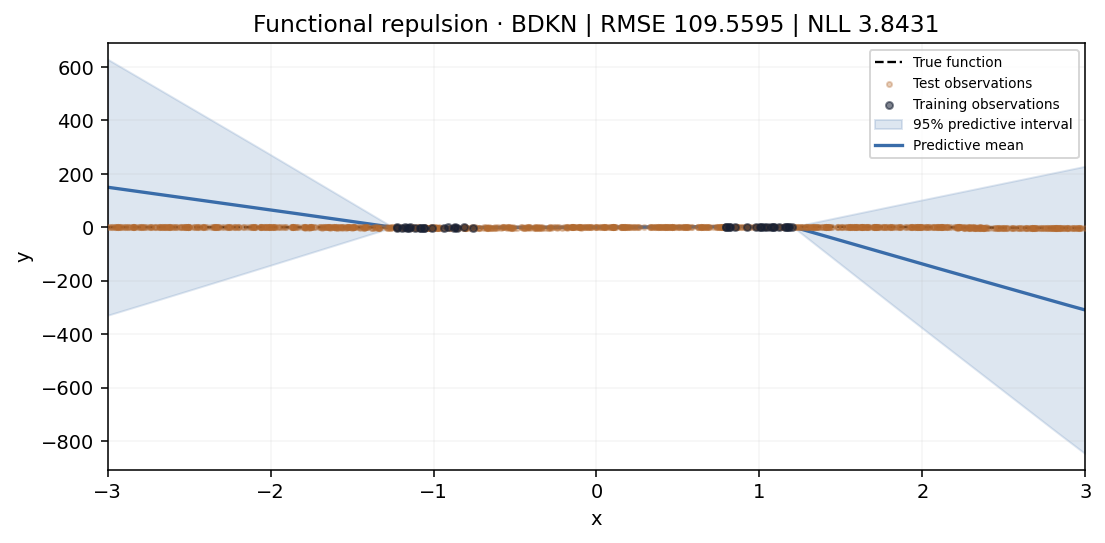 Functional repulsion · BDKN | RMSE 109.5595 | NLL 3.8431
True function
Test observations
Training observations
95% predictive interval
Predictive mean
600
400
200
0
−200
−400
−600
−800
y
−3
−2
−1
0
1
2
3
x